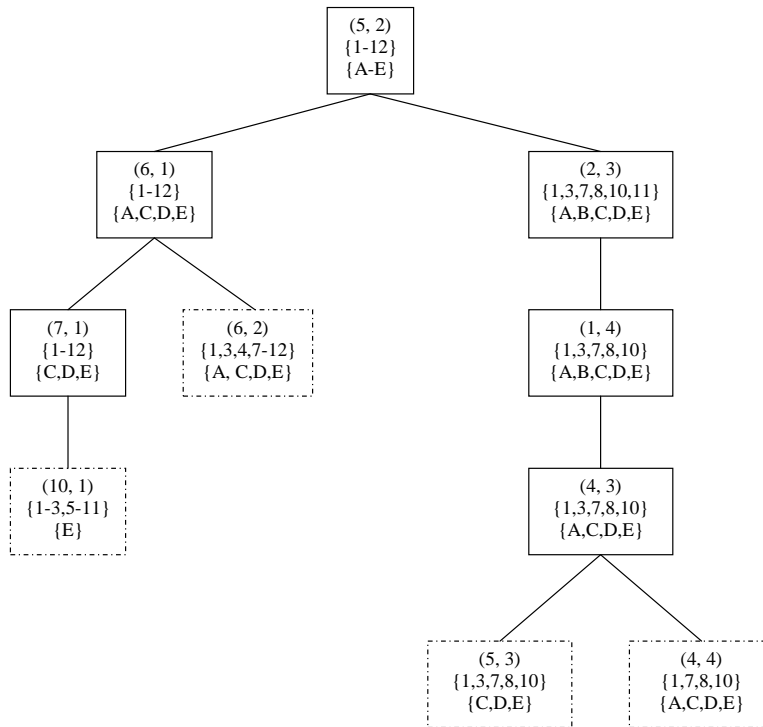 (5, 2)
{1-12}
{A-E}
(6, 1)
{1-12}
{A,C,D,E}
(2, 3)
{1,3,7,8,10,11}
{A,B,C,D,E}
(7, 1)
{1-12}
{C,D,E}
(6, 2)
{1,3,4,7-12}
{A, C,D,E}
(1, 4)
{1,3,7,8,10}
{A,B,C,D,E}
(10, 1)
{1-3,5-11}
{E}
(4, 3)
{1,3,7,8,10}
{A,C,D,E}
(5, 3)
{1,3,7,8,10}
{C,D,E}
(4, 4)
{1,7,8,10}
{A,C,D,E}